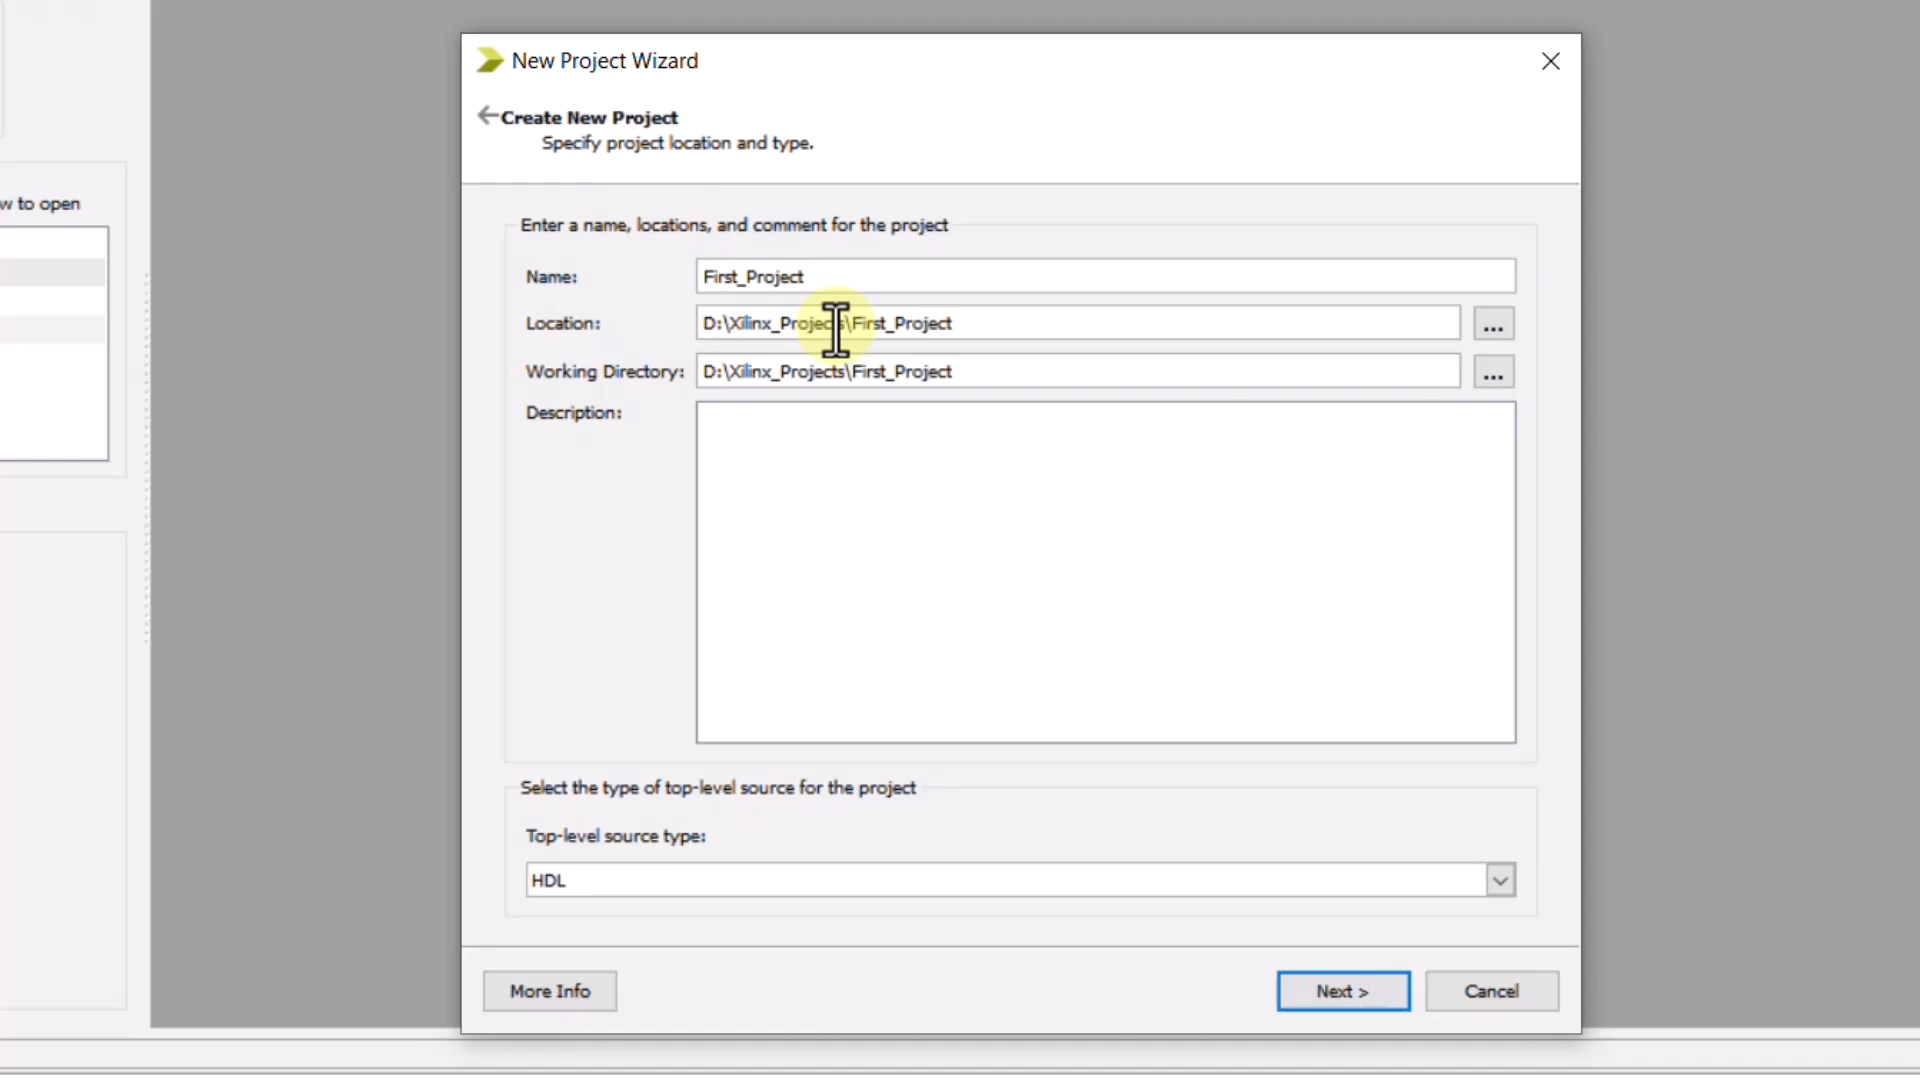 New Project Wizard
Create New Project
Specify project location and type.
w to open
Enter a name, locations, and comment for the project
Name: First_Project
Location: D:\Xilinx_Projects\First_Project ...
Working Directory: D:\Xilinx_Projects\First_Project ...
Description:
Select the type of top-level source for the project
Top-level source type:
HDL
More Info Next > Cancel